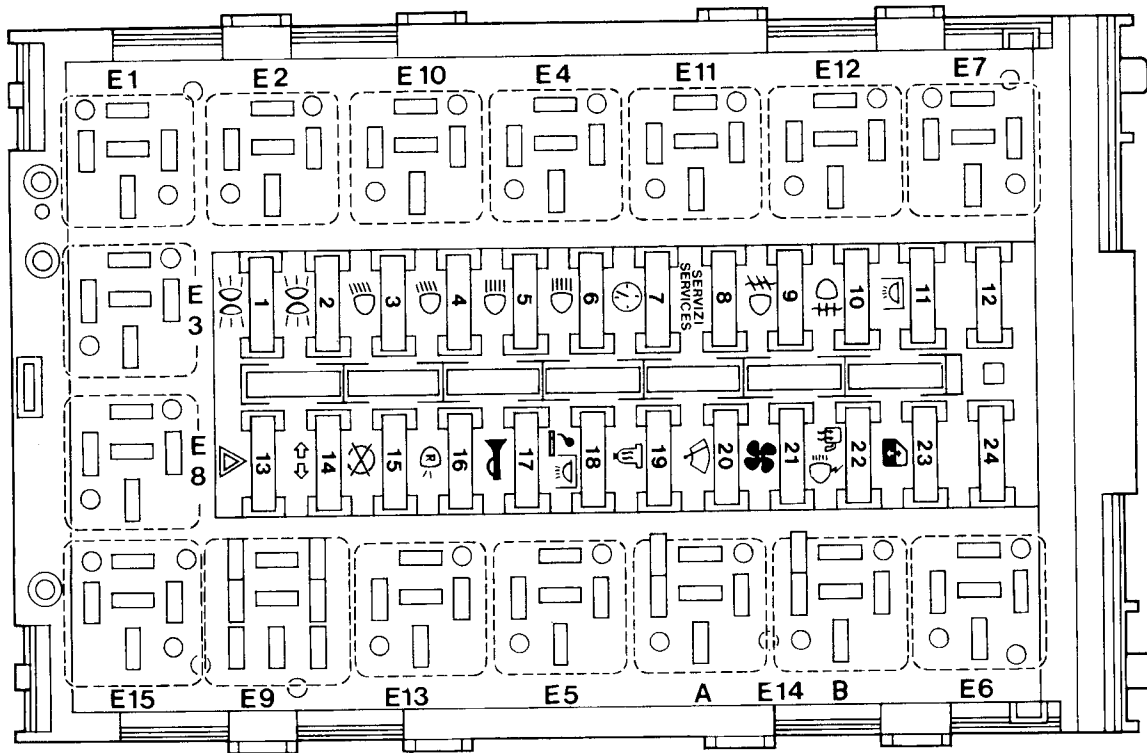 E1 E2 E10 E4 E11 E12 E7
E
3
1 2 3 4 5 6 7 SERVIZI
SERVICES 8 9 10 11 12
E
8
13 14 15 R 16 17 18 19 20 21 22 23 24
E15 E9 E13 E5 A E14 B E6